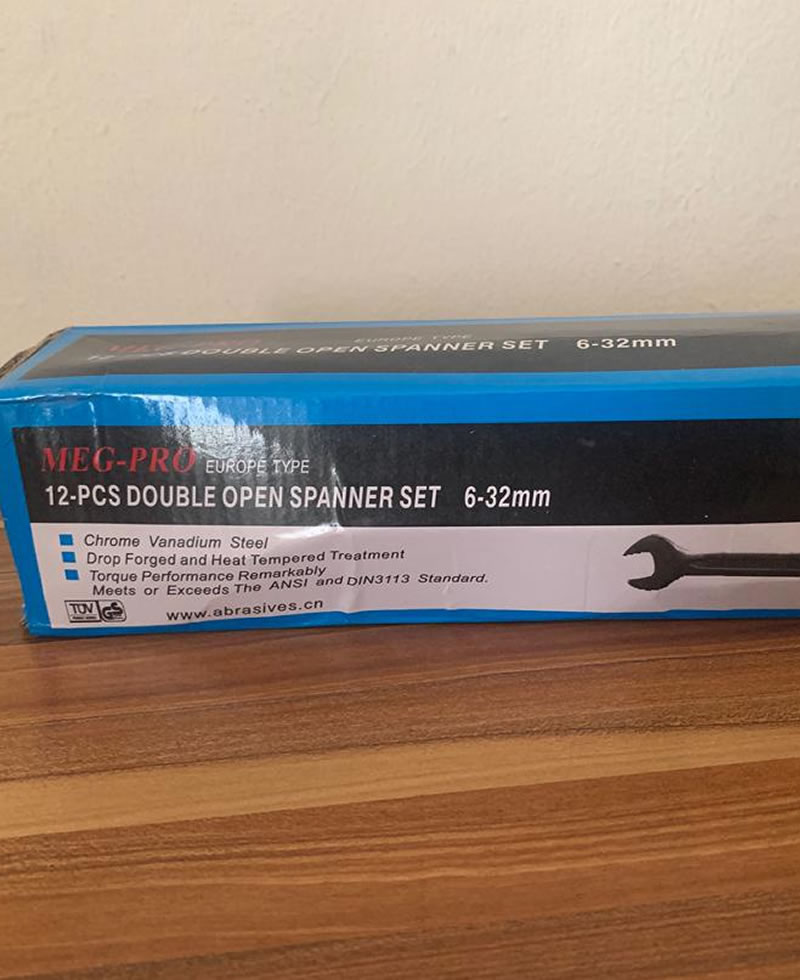 EUROPE TYPE
12-PCS DOUBLE OPEN SPANNER SET 6-32mm
MEG-PRO EUROPE TYPE
12-PCS DOUBLE OPEN SPANNER SET 6-32mm
Chrome Vanadium Steel
Drop Forged and Heat Tempered Treatment
Torque Performance Remarkably
Meets or Exceeds The ANSI and DIN3113 Standard.
TÜV GS
www.abrasives.cn